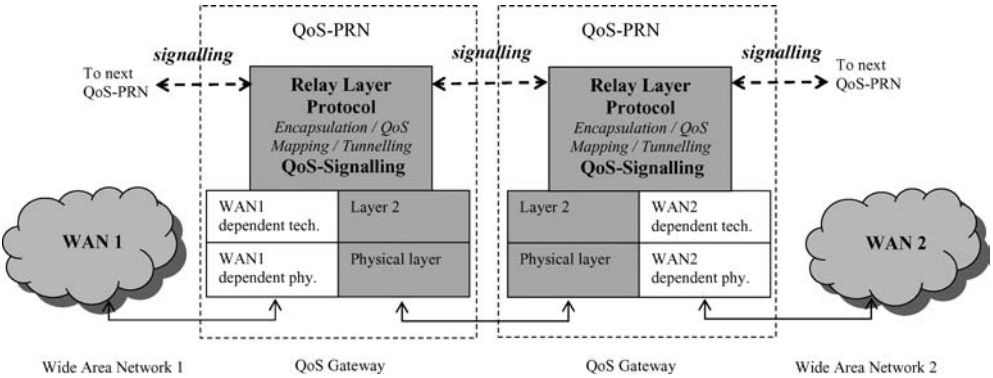 QoS-PRN
QoS-PRN
signalling
signalling
signalling
To next
QoS-PRN
Relay Layer
Protocol
Encapsulation / QoS
Mapping / Tunnelling
QoS-Signalling
Relay Layer
Protocol
Encapsulation / QoS
Mapping / Tunnelling
QoS-Signalling
To next
QoS-PRN
WAN 1
WAN1
dependent tech.
Layer 2
WAN1
dependent phy.
Physical layer
Layer 2
WAN2
dependent tech.
Physical layer
WAN2
dependent phy.
WAN 2
Wide Area Network 1
QoS Gateway
QoS Gateway
Wide Area Network 2